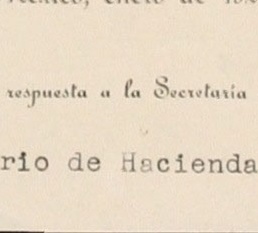 respuesta a la Secretaría
rio de Hacienda